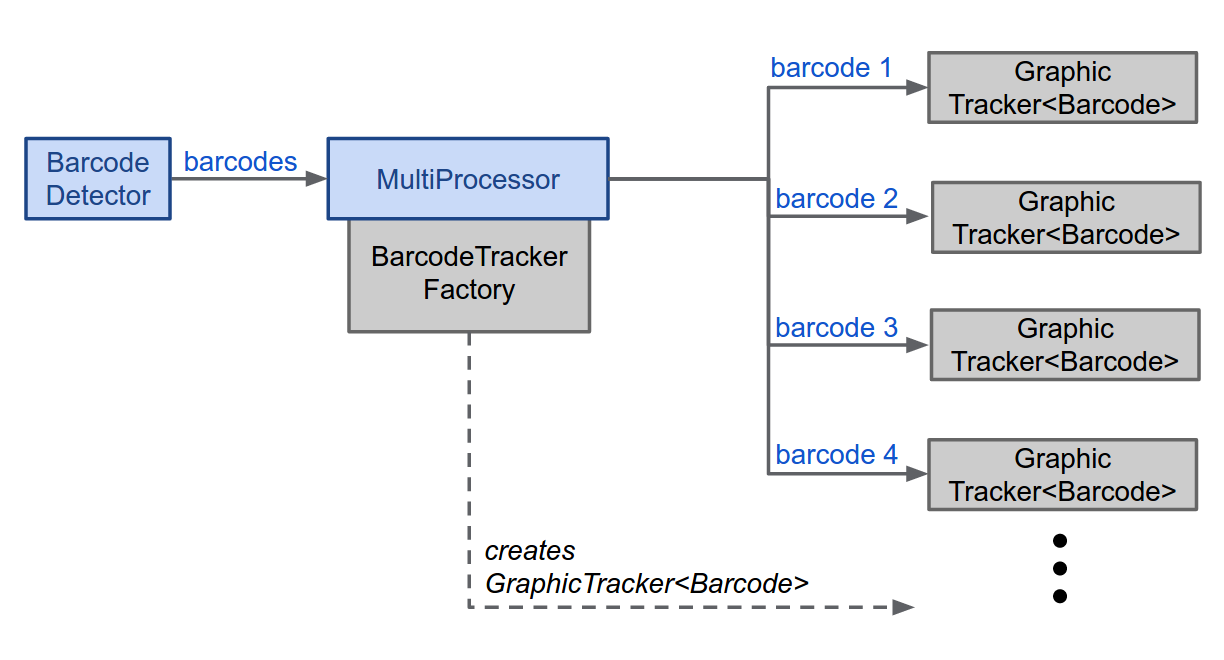 Barcode
Detector
barcodes
MultiProcessor
BarcodeTracker
Factory
barcode 1
Graphic
Tracker<Barcode>
barcode 2
Graphic
Tracker<Barcode>
barcode 3
Graphic
Tracker<Barcode>
barcode 4
Graphic
Tracker<Barcode>
creates
GraphicTracker<Barcode>